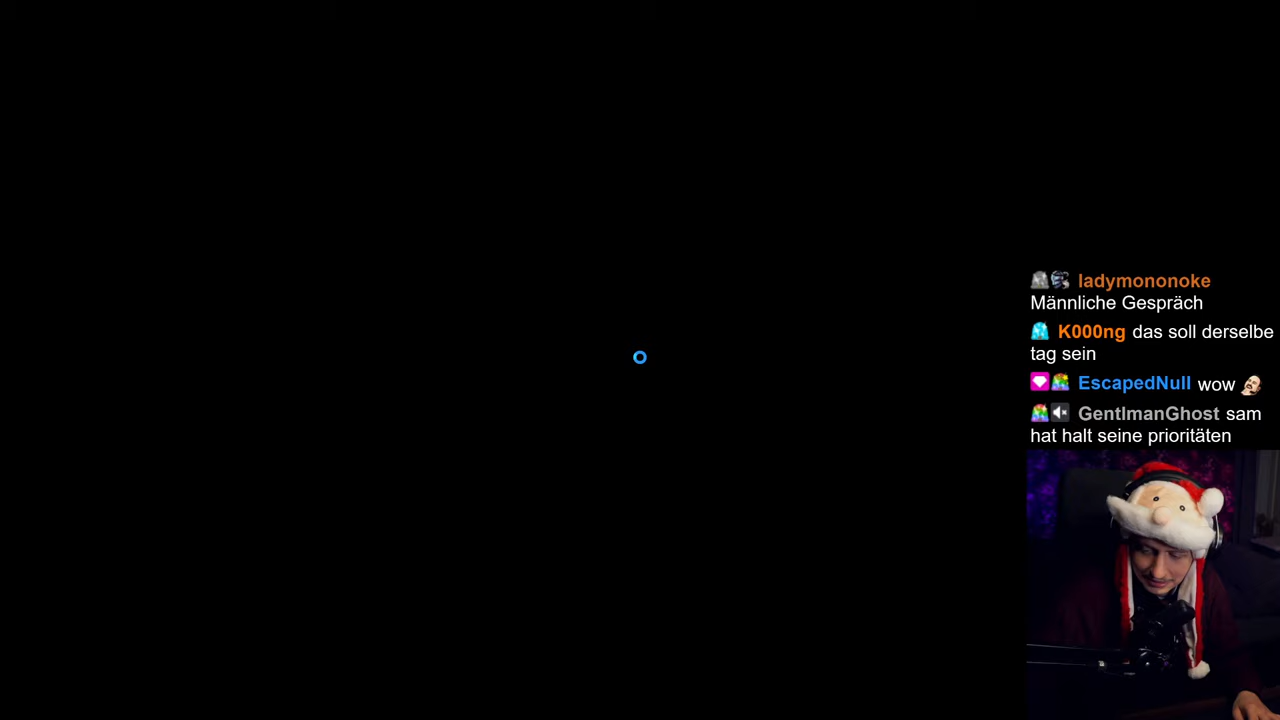 ladymononoke
Männliche Gespräch
K000ng das soll derselbe
tag sein
EscapedNull wow
GentlmanGhost sam
hat halt seine prioritäten